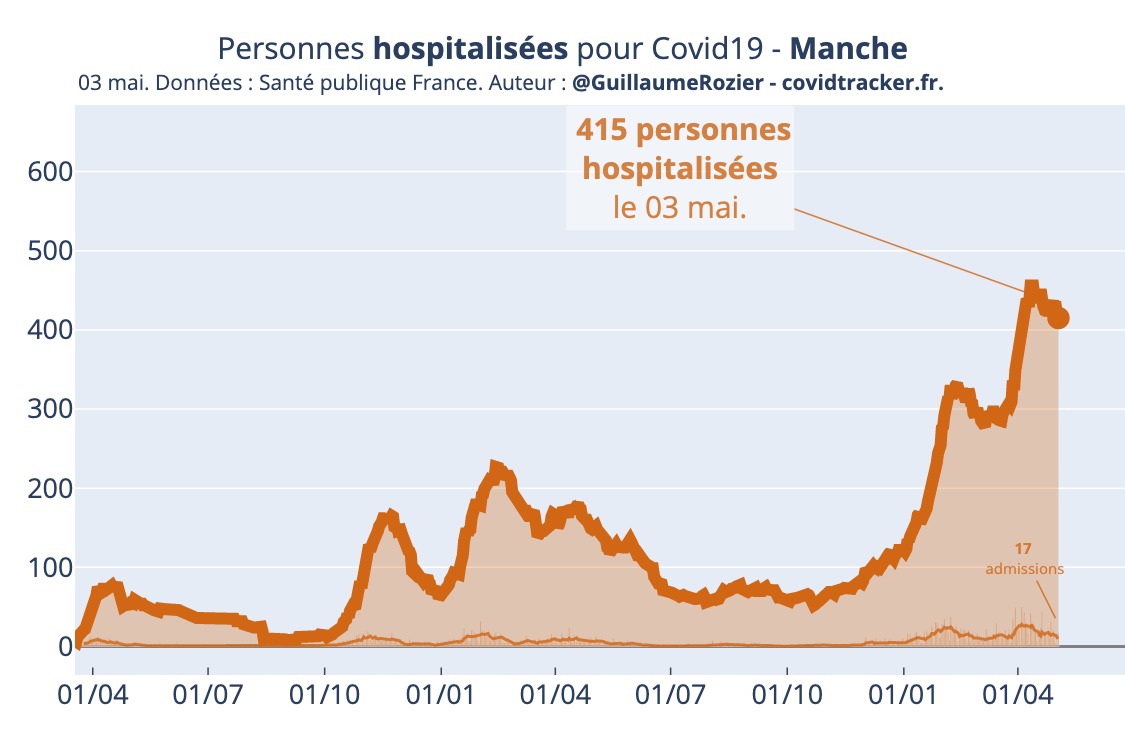 Personnes hospitalisées pour Covid19 - Manche
03 mai. Données : Santé publique France. Auteur : @GuillaumeRozier - covidtracker.fr.
415 personnes
hospitalisées
le 03 mai.
600
500
400
300
200
100
0
17
admissions
01/04 01/07 01/10 01/01 01/04 01/07 01/10 01/01 01/04